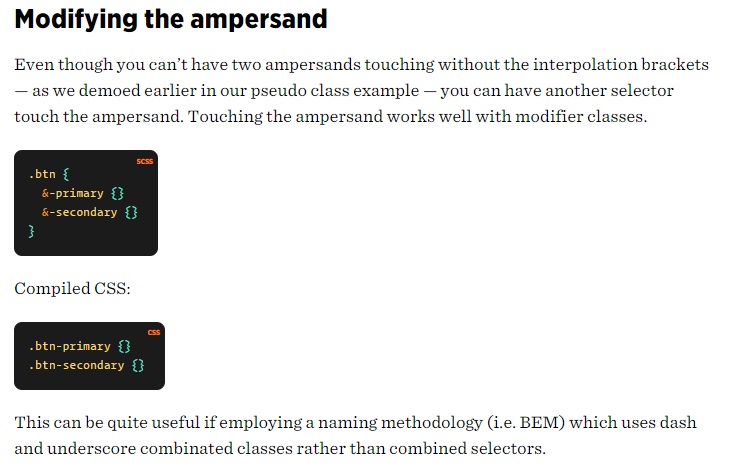 Modifying the ampersand
Even though you can’t have two ampersands touching without the interpolation brackets
— as we demoed earlier in our pseudo class example — you can have another selector
touch the ampersand. Touching the ampersand works well with modifier classes.
SCSS
.btn {
  &-primary {}
  &-secondary {}
}
Compiled CSS:
CSS
.btn-primary {}
.btn-secondary {}
This can be quite useful if employing a naming methodology (i.e. BEM) which uses dash
and underscore combinated classes rather than combined selectors.